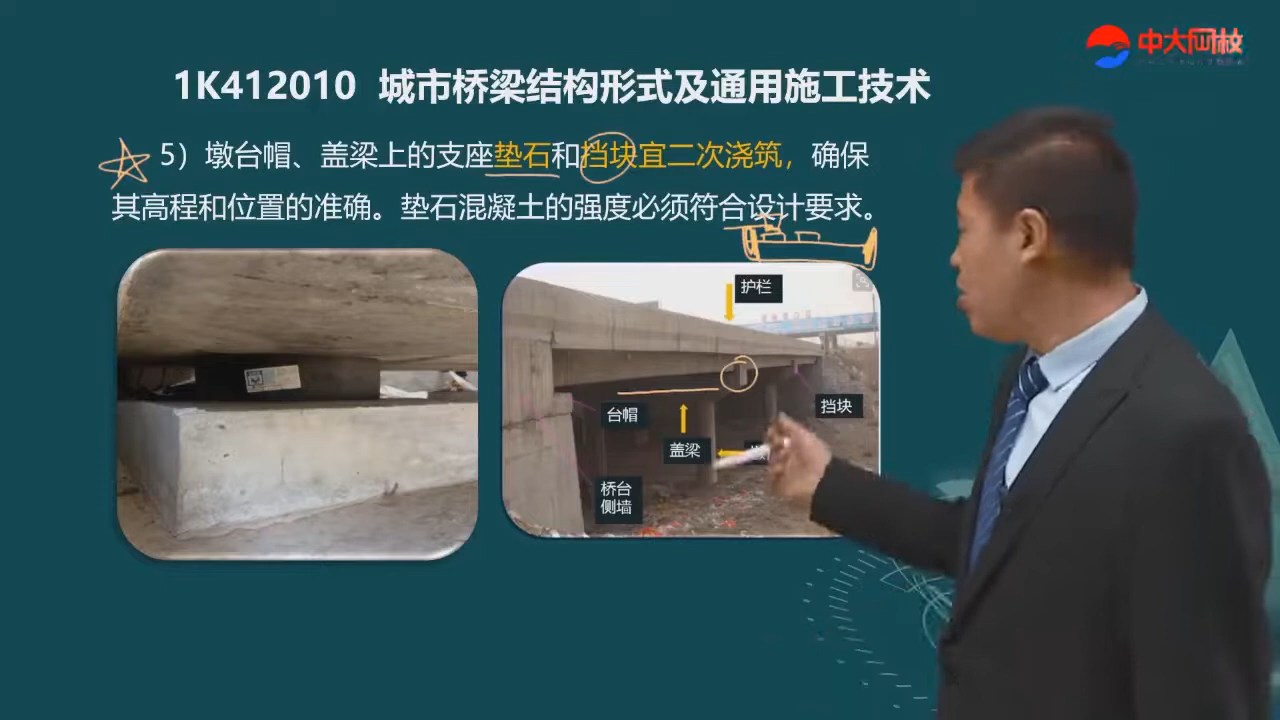 中大网校
1K412010 城市桥梁结构形式及通用施工技术
5）墩台帽、盖梁上的支座垫石和挡块宜二次浇筑，确保
其高程和位置的准确。垫石混凝土的强度必须符合设计要求。
护栏
挡块
台帽
盖梁
桥台
侧墙